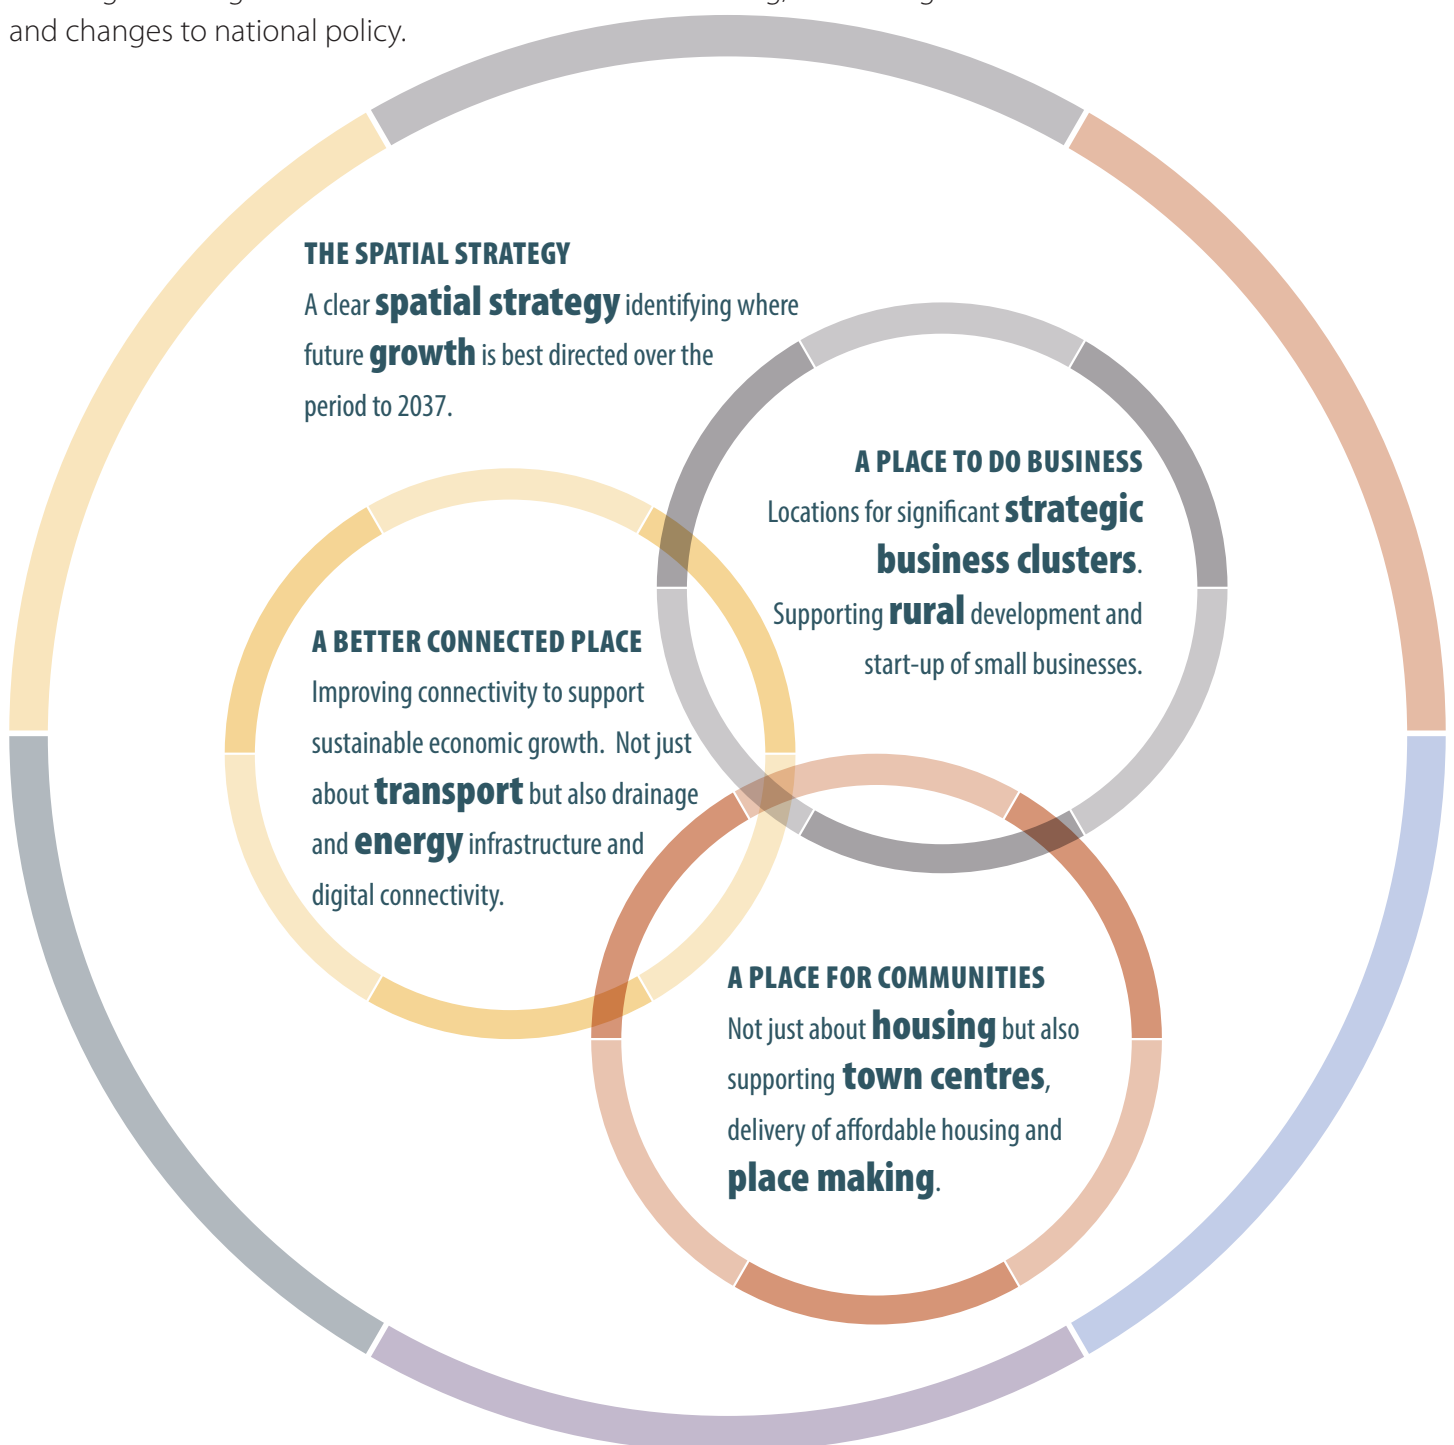 and changes to national policy.
THE SPATIAL STRATEGY
A clear spatial strategy identifying where
future growth is best directed over the
period to 2037.
A PLACE TO DO BUSINESS
Locations for significant strategic
business clusters.
Supporting rural development and
start-up of small businesses.
A BETTER CONNECTED PLACE
Improving connectivity to support
sustainable economic growth.  Not just
about transport but also drainage
and energy infrastructure and
digital connectivity.
A PLACE FOR COMMUNITIES
Not just about housing but also
supporting town centres,
delivery of affordable housing and
place making.